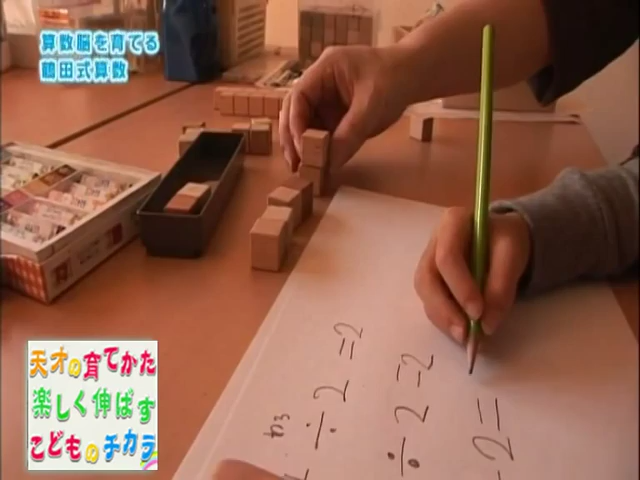 算数脳を育てる
鶴田式算数
天才の育てかた
楽しく伸ばす
こどものチカラ
÷2=2
÷2=2
2=